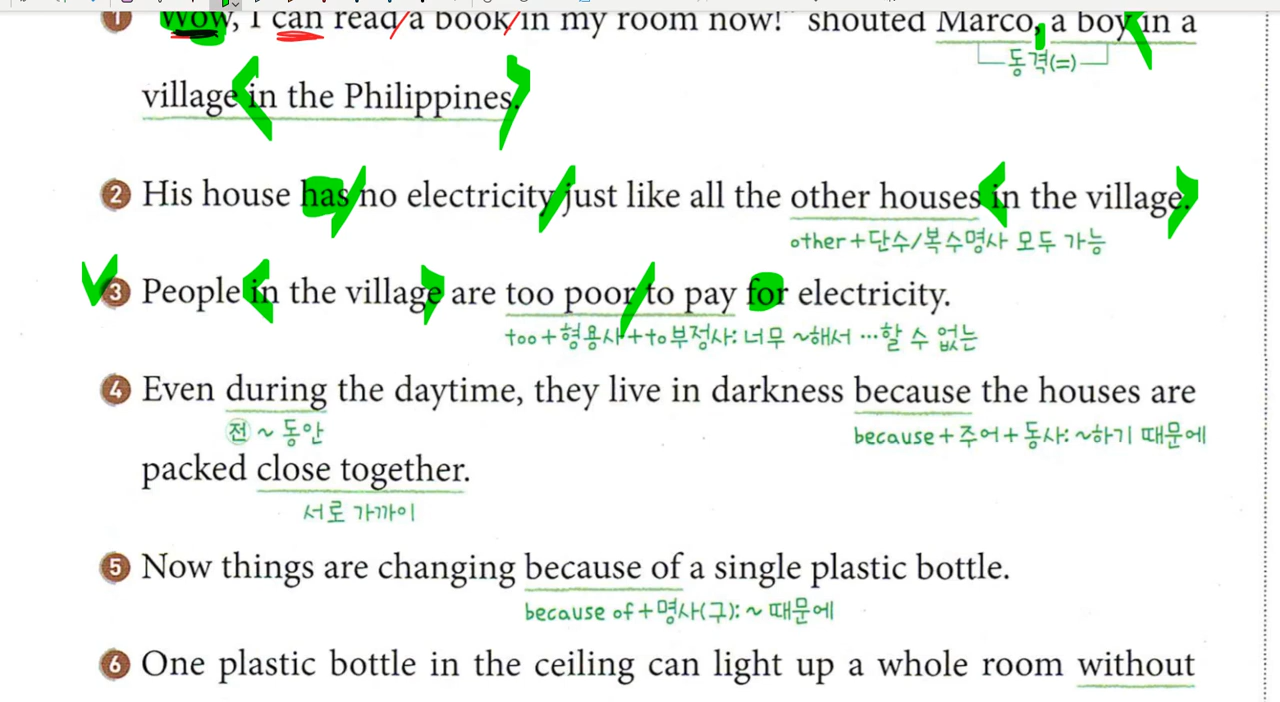 1 "Wow, I can read a book in my room now!" shouted Marco, a boy in a
동격(=)
village in the Philippines.
2 His house has no electricity just like all the other houses in the village.
other+단수/복수명사 모두 가능
3 People in the village are too poor to pay for electricity.
too+형용사+to부정사: 너무 ~해서 …할 수 없는
4 Even during the daytime, they live in darkness because the houses are
전 ~ 동안 because+주어+동사: ~하기 때문에
packed close together.
서로 가까이
5 Now things are changing because of a single plastic bottle.
because of+명사(구): ~ 때문에
6 One plastic bottle in the ceiling can light up a whole room without